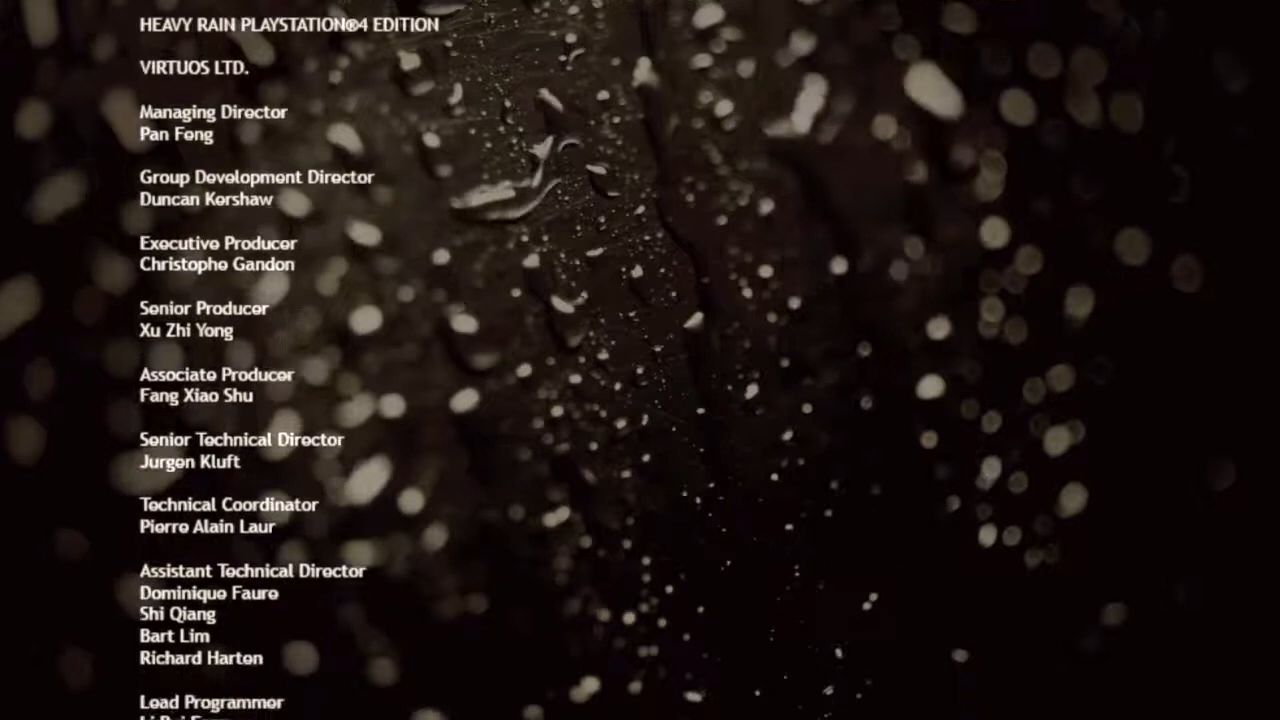 HEAVY RAIN PLAYSTATION®4 EDITION
VIRTUOS LTD.
Managing Director
Pan Feng
Group Development Director
Duncan Kershaw
Executive Producer
Christophe Gandon
Senior Producer
Xu Zhi Yong
Associate Producer
Fang Xiao Shu
Senior Technical Director
Jurgen Kluft
Technical Coordinator
Pierre Alain Laur
Assistant Technical Director
Dominique Faure
Shi Qiang
Bart Lim
Richard Harten
Lead Programmer